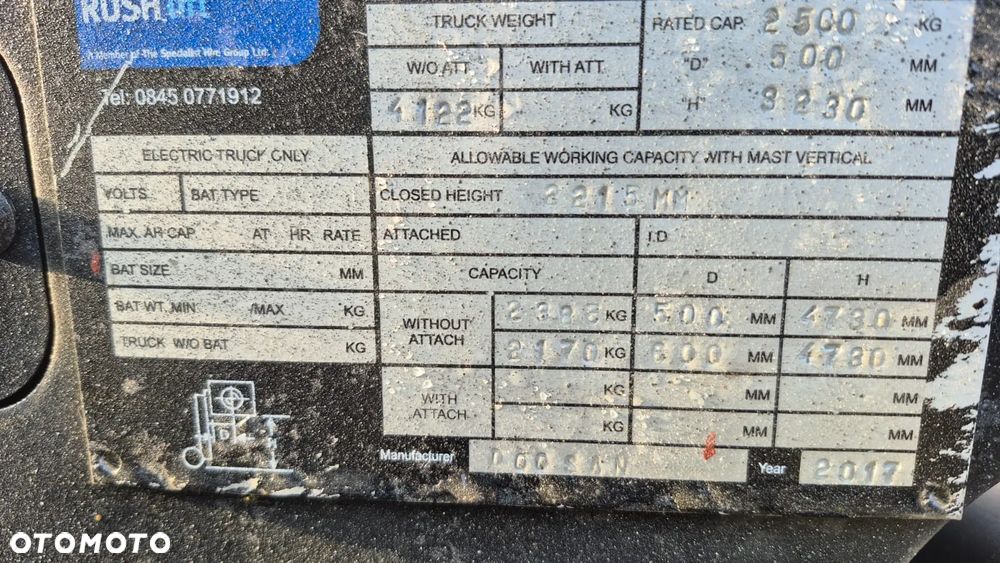 RUSHlift
A Member of The Specialist Hire Group Ltd.
Tel: 0845 0771912
TRUCK WEIGHT
W/O ATT. WITH ATT.
4122 KG KG
RATED CAP. 2500 KG
"D" 500 MM
"H" 3230 MM
ELECTRIC TRUCK ONLY
VOLTS BAT TYPE
MAX. AH CAP. AT HR RATE
BAT SIZE MM
BAT WT. MIN /MAX KG
TRUCK W/O BAT KG
ALLOWABLE WORKING CAPACITY WITH MAST VERTICAL
CLOSED HEIGHT 2215 MM
ATTACHED I.D
CAPACITY D H
WITHOUT ATTACH
KG 500 MM 4730 MM
2170 KG 600 MM 4730 MM
WITH ATTACH
KG MM MM
KG MM MM
Manufacturer DOOSAN Year 2017
OTOMOTO